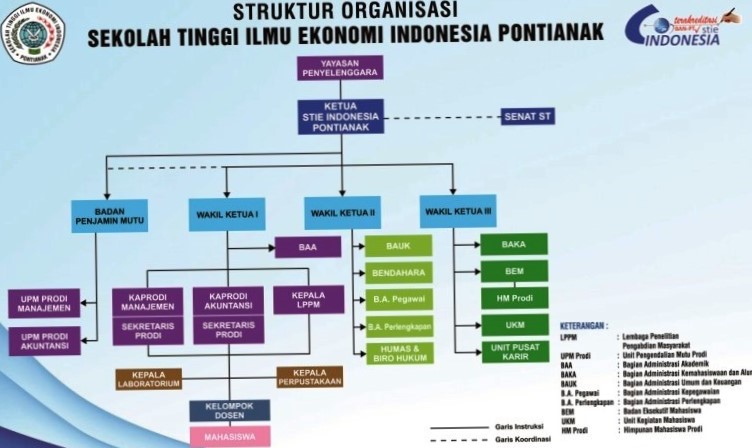 STRUKTUR ORGANISASI
SEKOLAH TINGGI ILMU EKONOMI INDONESIA PONTIANAK
SEKOLAH TINGGI ILMU EKONOMI INDONESIA
PONTIANAK
terakreditasi
stie
INDONESIA
YAYASAN
PENYELENGGARA
KETUA
STIE INDONESIA
PONTIANAK
SENAT ST
BADAN
PENJAMIN MUTU
WAKIL KETUA I
WAKIL KETUA II
WAKIL KETUA III
BAA
BAUK
BAKA
BENDAHARA
BEM
UPM PRODI
MANAJEMEN
KAPRODI
MANAJEMEN
KAPRODI
AKUNTANSI
KEPALA
LPPM
B.A. Pegawai
HM Prodi
SEKRETARIS
PRODI
SEKRETARIS
PRODI
B.A. Perlengkapan
UKM
UPM PRODI
AKUNTANSI
HUMAS &
BIRO HUKUM
UNIT PUSAT
KARIR
KEPALA
LABORATORIUM
KEPALA
PERPUSTAKAAN
KELOMPOK
DOSEN
MAHASISWA
Garis Instruksi
Garis Koordinasi
KETERANGAN :
LPPM : Lembaga Penelitian
Pengabdian Masyarakat
UPM Prodi : Unit Pengendalian Mutu Prodi
BAA : Bagian Administrasi Akademik
BAKA : Bagian Administrasi Kemahasiswaan dan Alu
BAUK : Bagian Administrasi Umum dan Keuangan
B.A. Pegawai : Bagian Administrasi Kepegawaian
B.A. Perlengkapan : Bagian Administrasi Perlengkapan
BEM : Badan Eksekutif Mahasiswa
UKM : Unit Kegiatan Mahasiswa
HM Prodi : Himpunan Mahasiswa Prodi